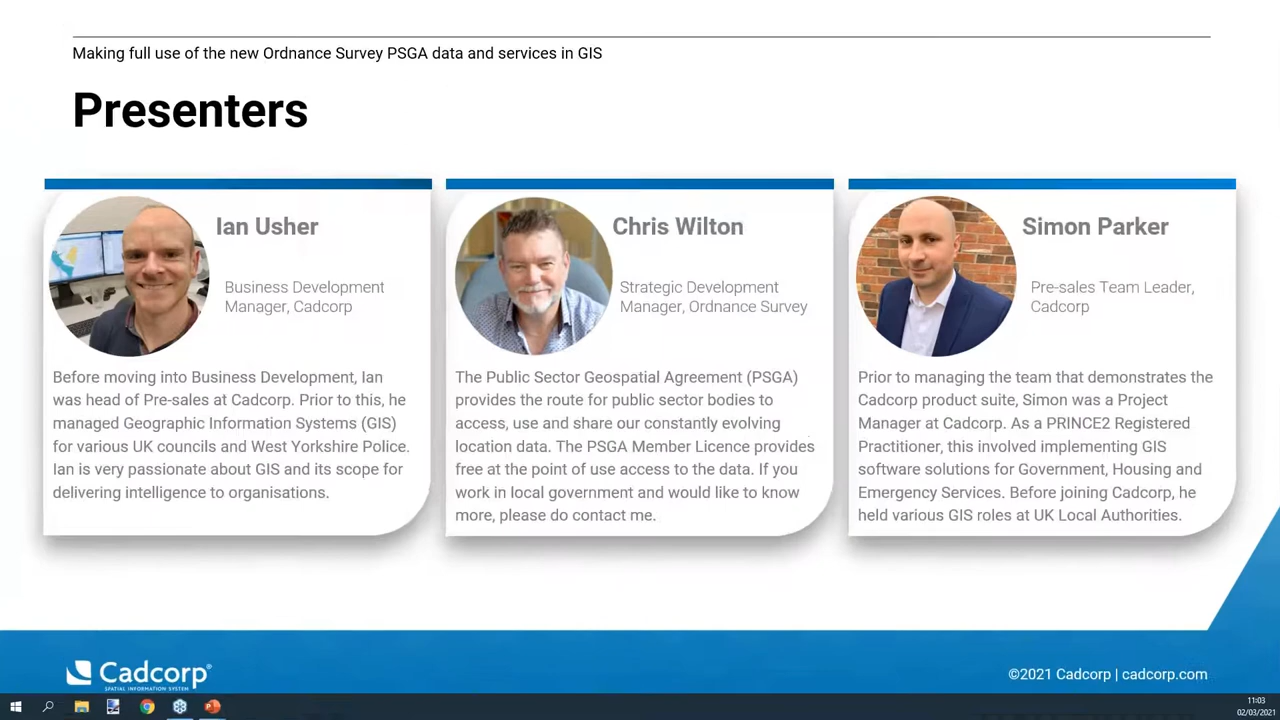 Making full use of the new Ordnance Survey PSGA data and services in GIS
Presenters
Ian Usher
Business Development
Manager, Cadcorp
Before moving into Business Development, Ian
was head of Pre-sales at Cadcorp. Prior to this, he
managed Geographic Information Systems (GIS)
for various UK councils and West Yorkshire Police.
Ian is very passionate about GIS and its scope for
delivering intelligence to organisations.
Chris Wilton
Strategic Development
Manager, Ordnance Survey
The Public Sector Geospatial Agreement (PSGA)
provides the route for public sector bodies to
access, use and share our constantly evolving
location data. The PSGA Member Licence provides
free at the point of use access to the data. If you
work in local government and would like to know
more, please do contact me.
Simon Parker
Pre-sales Team Leader,
Cadcorp
Prior to managing the team that demonstrates the
Cadcorp product suite, Simon was a Project
Manager at Cadcorp. As a PRINCE2 Registered
Practitioner, this involved implementing GIS
software solutions for Government, Housing and
Emergency Services. Before joining Cadcorp, he
held various GIS roles at UK Local Authorities.
Cadcorp®
SPATIAL INFORMATION SYSTEM
©2021 Cadcorp | cadcorp.com
11:03
02/03/2021